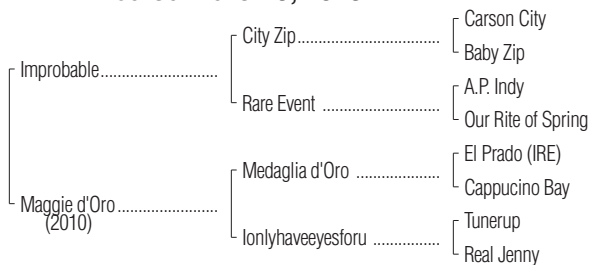 City Zip
Carson City
Baby Zip
Improbable
Rare Event
A.P. Indy
Our Rite of Spring
Maggie d'Oro
(2010)
Medaglia d'Oro
El Prado (IRE)
Cappucino Bay
Ionlyhaveeyesforu
Tunerup
Real Jenny